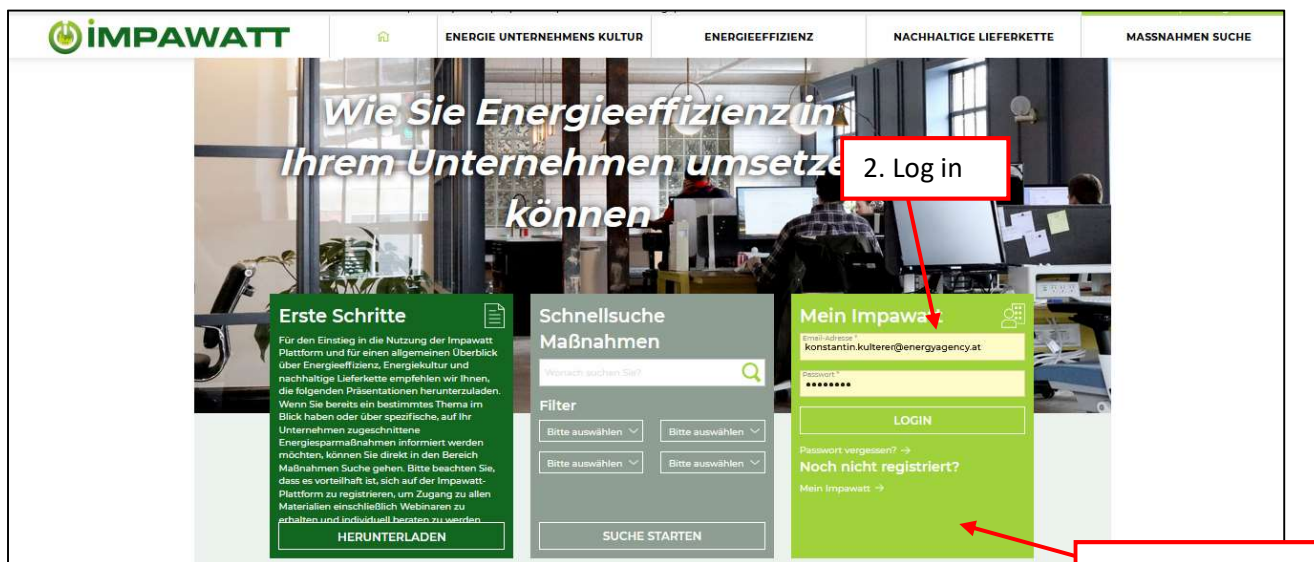 IMPAWATT
ENERGIE UNTERNEHMENS KULTUR
ENERGIEEFFIZIENZ
NACHHALTIGE LIEFERKETTE
MASSNAHMEN SUCHE
Wie Sie Energieeffizienz in
Ihrem Unternehmen umsetze
können
2. Log in
Erste Schritte
Für den Einstieg in die Nutzung der Impawatt
Plattform und für einen allgemeinen Überblick
über Energieeffizienz, Energiekultur und
nachhaltige Lieferkette empfehlen wir Ihnen,
die folgenden Präsentationen herunterzuladen.
Wenn Sie bereits ein bestimmtes Thema im
Blick haben oder über spezifische, auf Ihr
Unternehmen zugeschnittene
Energiesparmaßnahmen informiert werden
möchten, können Sie direkt in den Bereich
Maßnahmen Suche gehen. Bitte beachten Sie,
dass es vorteilhaft ist, sich auf der Impawatt-
Plattform zu registrieren, um Zugang zu allen
Materialien einschließlich Webinaren zu
erhalten und individuell beraten zu werden
HERUNTERLADEN
Schnellsuche
Maßnahmen
Wonach suchen Sie?
Filter
Bitte auswählen
Bitte auswählen
Bitte auswählen
Bitte auswählen
SUCHE STARTEN
Mein Impawatt
Email-Adresse *
konstantin.kulterer@energyagency.at
Passwort *
••••••••
LOGIN
Passwort vergessen? →
Noch nicht registriert?
Mein Impawatt →